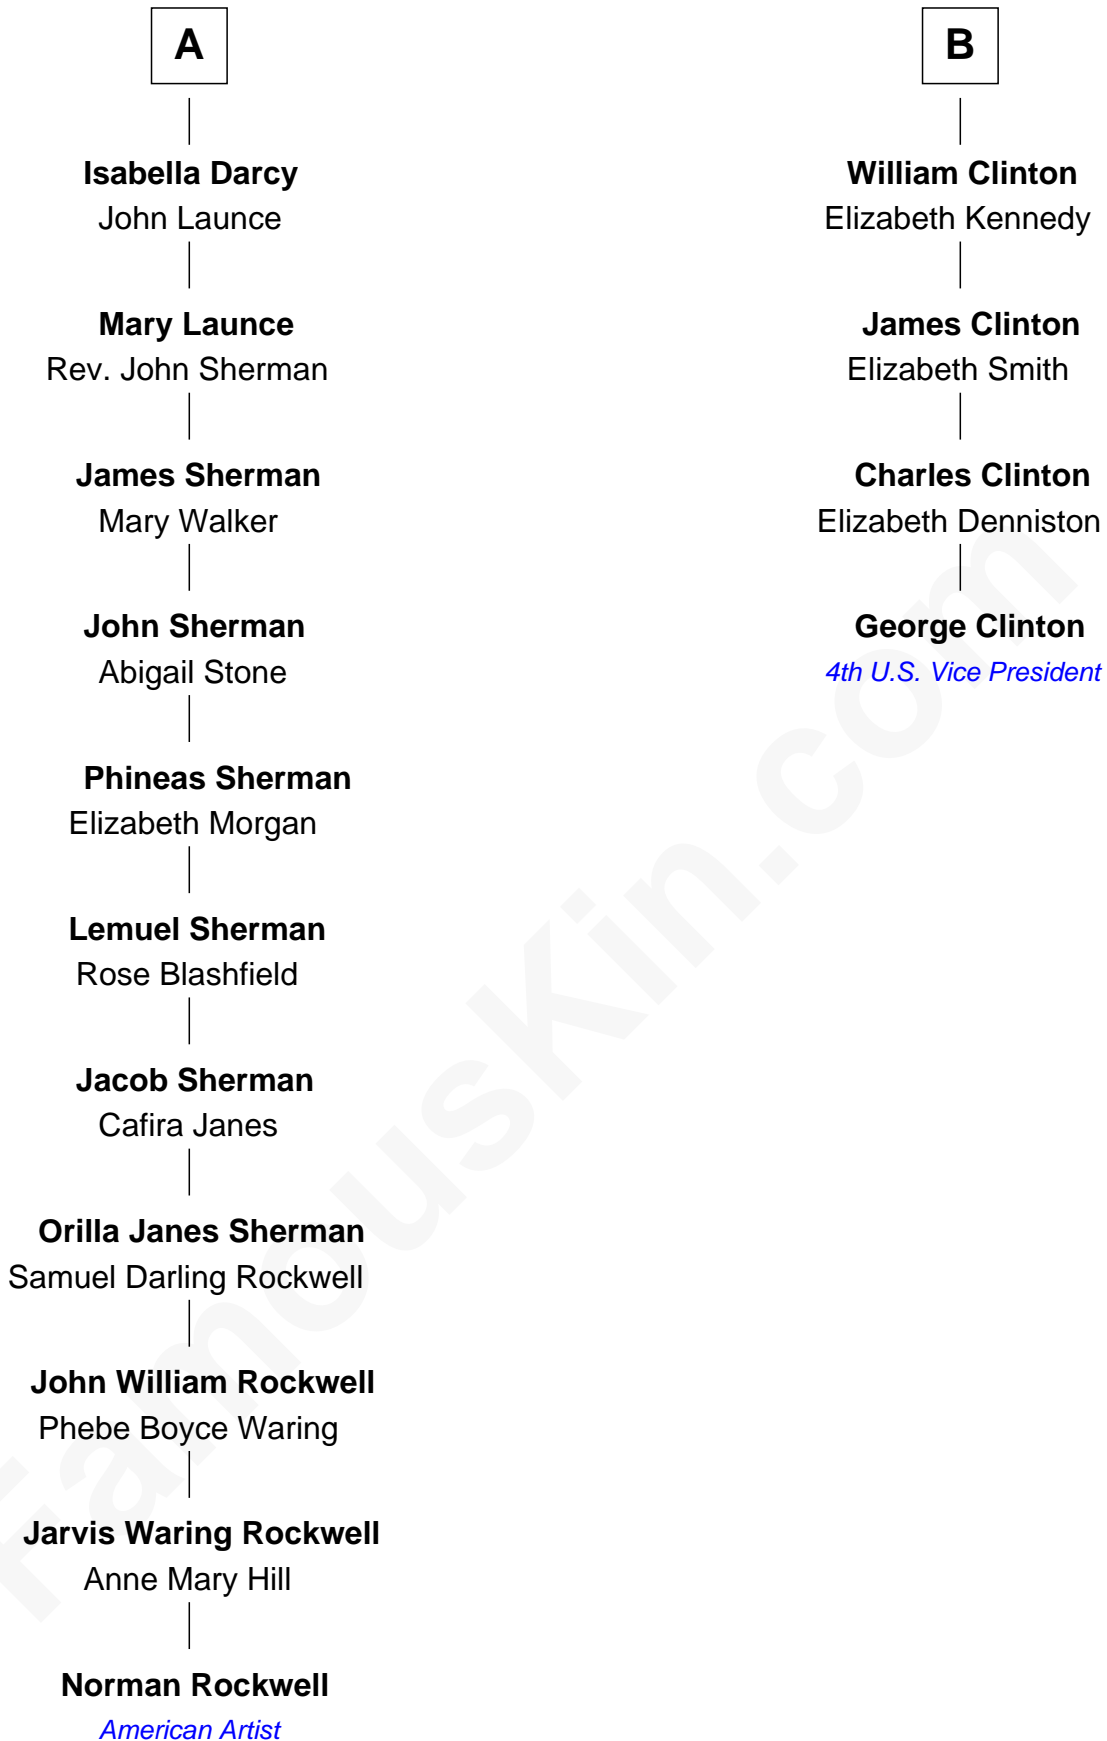 A
Isabella Darcy
John Launce
Mary Launce
Rev. John Sherman
James Sherman
Mary Walker
John Sherman
Abigail Stone
Phineas Sherman
Elizabeth Morgan
Lemuel Sherman
Rose Blashfield
Jacob Sherman
Cafira Janes
Orilla Janes Sherman
Samuel Darling Rockwell
John William Rockwell
Phebe Boyce Waring
Jarvis Waring Rockwell
Anne Mary Hill
Norman Rockwell
American Artist
B
William Clinton
Elizabeth Kennedy
James Clinton
Elizabeth Smith
Charles Clinton
Elizabeth Denniston
George Clinton
4th U.S. Vice President
FamousKin.com